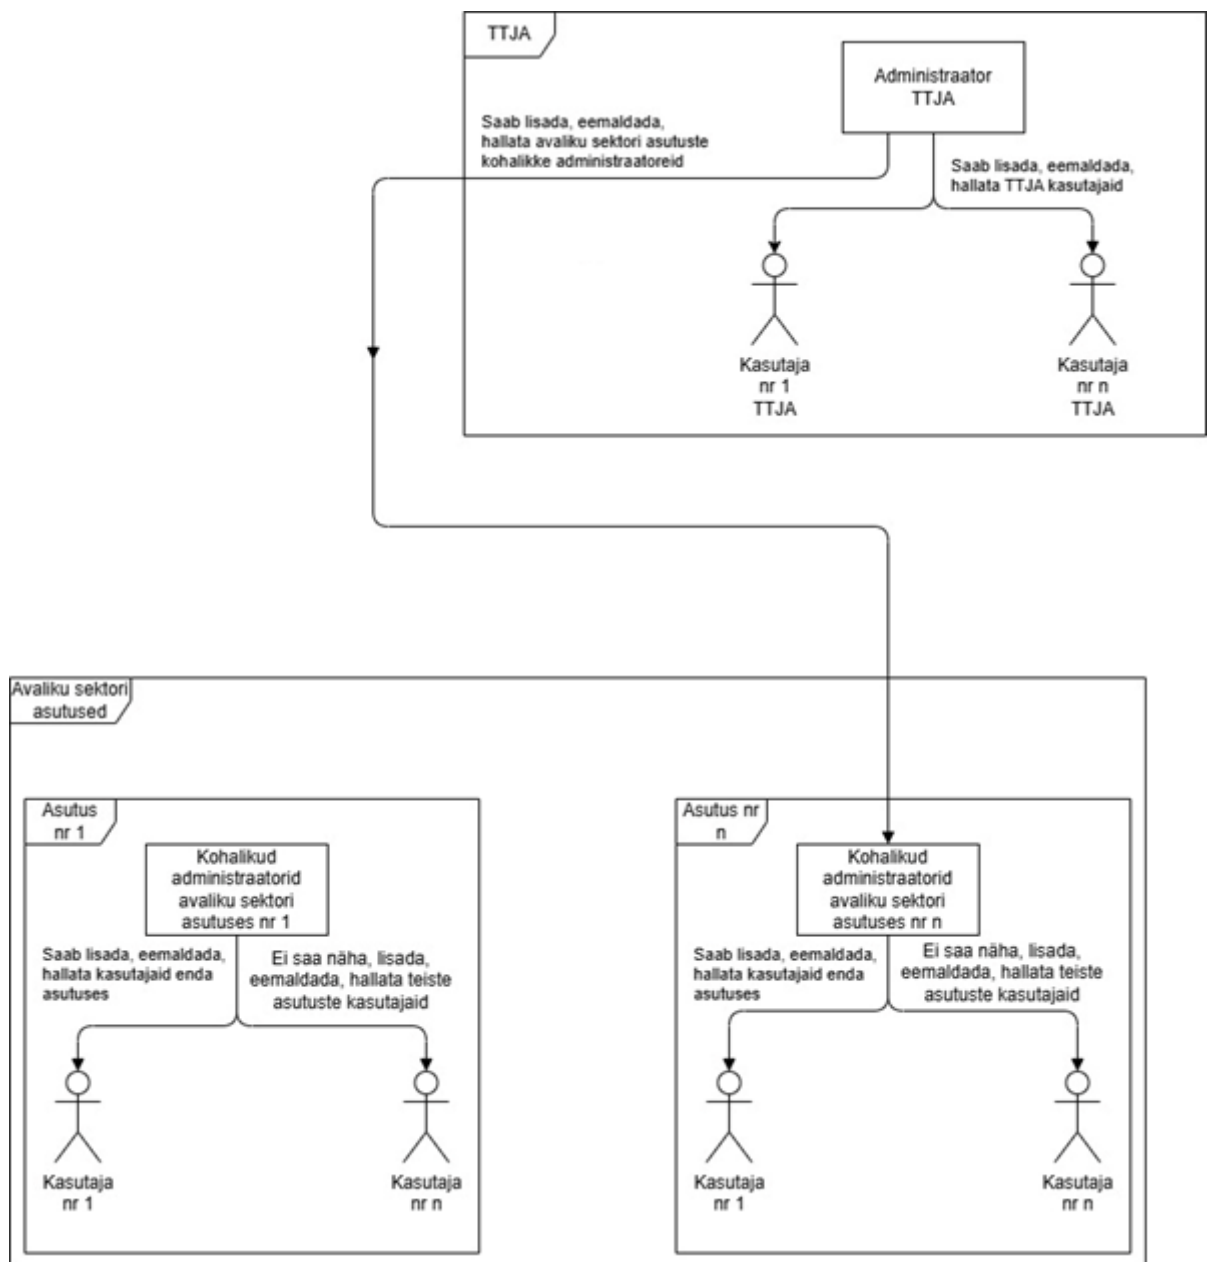 TTJA
Administraator
TTJA
Saab lisada, eemaldada,
hallata avaliku sektori asutuste
kohalikke administraatoreid
Saab lisada, eemaldada,
hallata TTJA kasutajaid
Kasutaja
nr 1
TTJA
Kasutaja
nr n
TTJA
Avaliku sektori
asutused
Asutus
nr 1
Kohalikud
administraatorid
avaliku sektori
asutuses nr 1
Saab lisada, eemaldada,
hallata kasutajaid enda
asutuses
Ei saa näha, lisada,
eemaldada, hallata teiste
asutuste kasutajaid
Kasutaja
nr 1
Kasutaja
nr n
Asutus nr
n
Kohalikud
administraatorid
avaliku sektori
asutuses nr n
Saab lisada, eemaldada,
hallata kasutajaid enda
asutuses
Ei saa näha, lisada,
eemaldada, hallata teiste
asutuste kasutajaid
Kasutaja
nr 1
Kasutaja
nr n